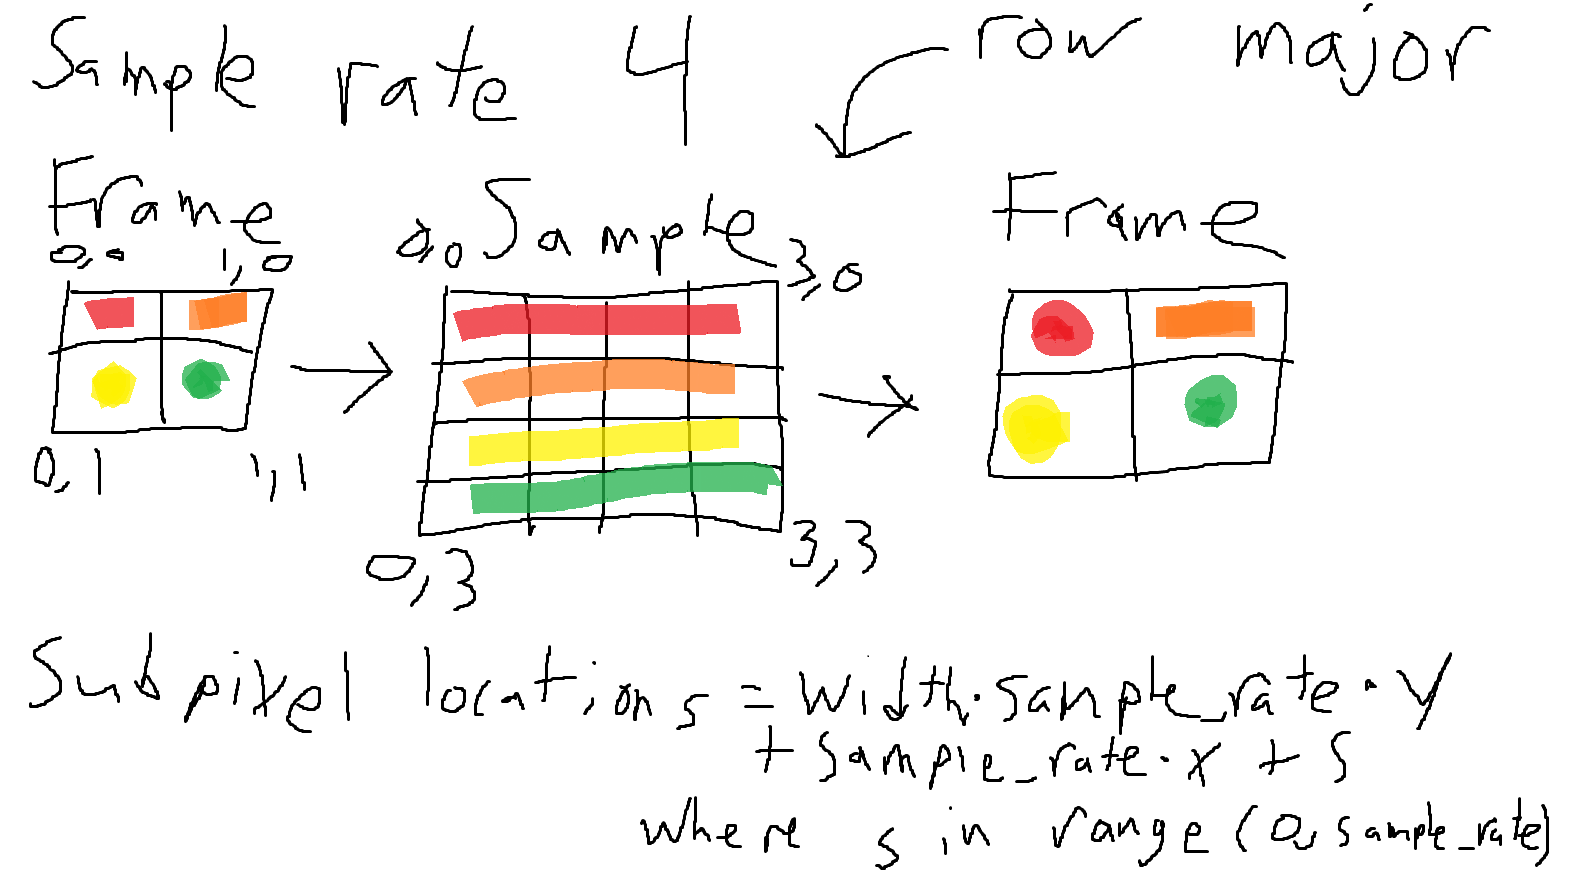 Sample rate 4
row major
Frame
0,0 1,0
0,1 1,1
Sample
0,0 3,0
0,3 3,3
Frame
Subpixel locations = width·sample_rate·y
+ sample_rate·x + s
where s in range(0,sample_rate)